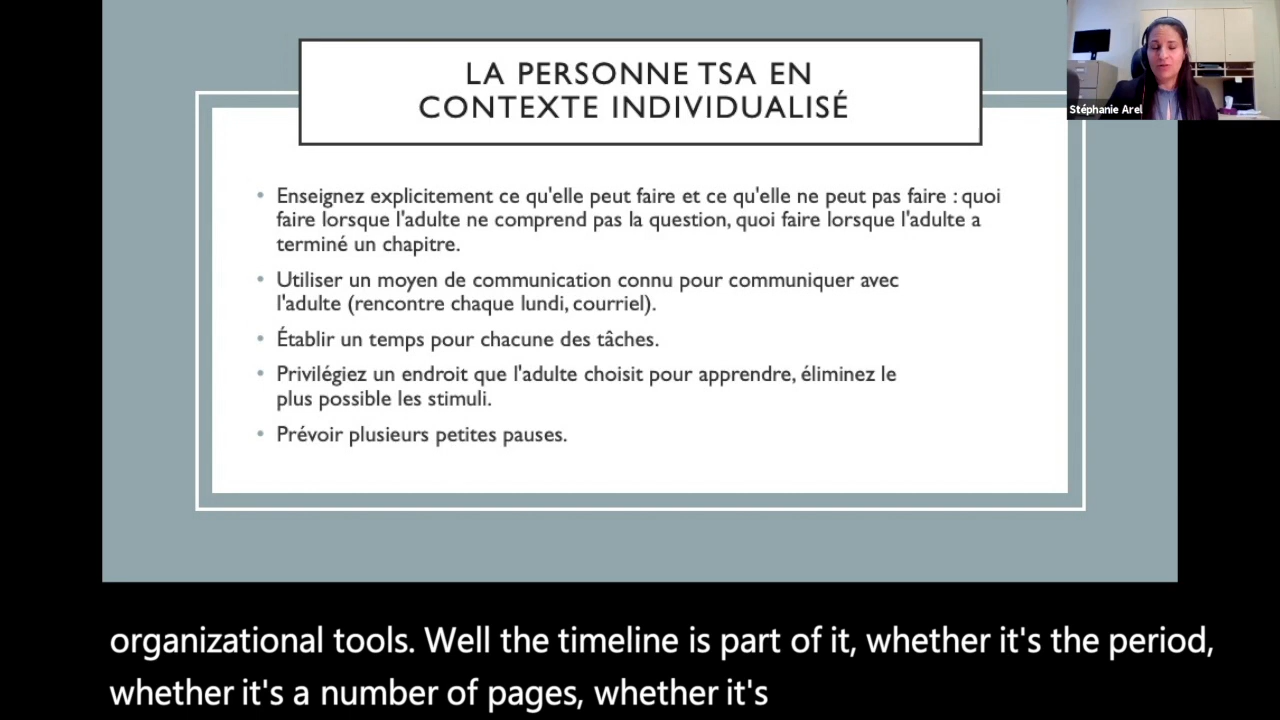 LA PERSONNE TSA EN
CONTEXTE INDIVIDUALISÉ
Stéphanie Arel
• Enseignez explicitement ce qu'elle peut faire et ce qu'elle ne peut pas faire : quoi
faire lorsque l'adulte ne comprend pas la question, quoi faire lorsque l'adulte a
terminé un chapitre.
• Utiliser un moyen de communication connu pour communiquer avec
l'adulte (rencontre chaque lundi, courriel).
• Établir un temps pour chacune des tâches.
• Privilégiez un endroit que l'adulte choisit pour apprendre, éliminez le
plus possible les stimuli.
• Prévoir plusieurs petites pauses.
organizational tools. Well the timeline is part of it, whether it's the period,
whether it's a number of pages, whether it's